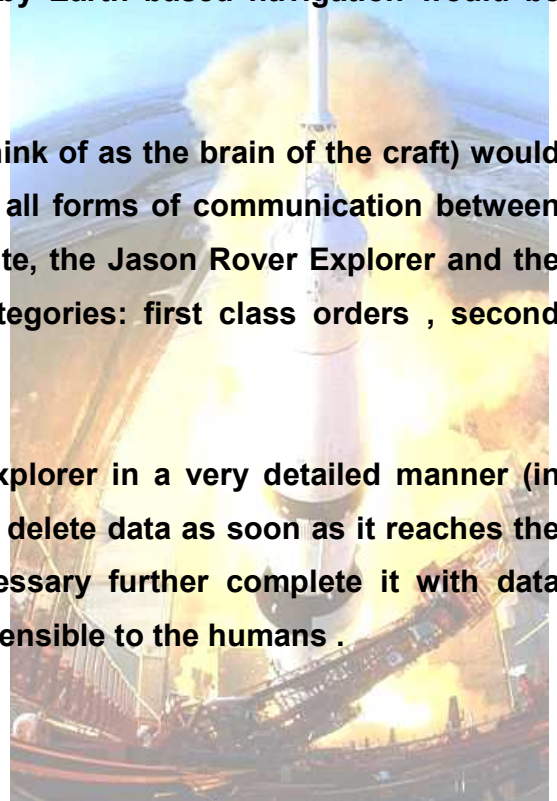 by Earth based navigation would be
ink of as the brain of the craft) would
all forms of communication between
te, the Jason Rover Explorer and the
tegories: first class orders , second
xplorer in a very detailed manner (in
delete data as soon as it reaches the
essary further complete it with data
ensible to the humans .